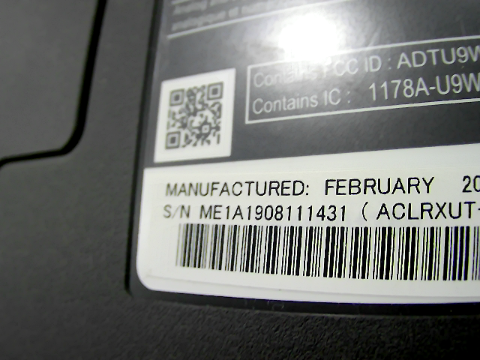 Contains FCC ID : ADTU9W
Contains IC : 1178A-U9W
MANUFACTURED: FEBRUARY 20
S/N ME1A1908111431 ( ACLRXUT-